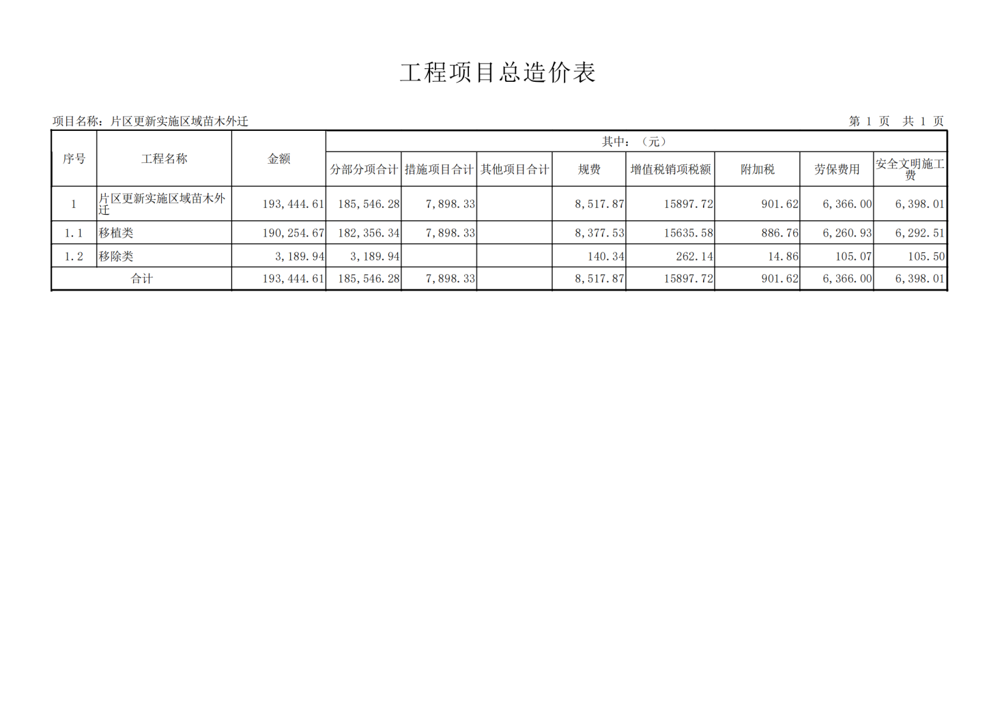 工程项目总造价表
项目名称：片区更新实施区域苗木外迁 第 1 页 共 1 页
序号 工程名称 金额 其中：（元）
分部分项合计 措施项目合计 其他项目合计 规费 增值税销项税额 附加税 劳保费用 安全文明施工费
1 片区更新实施区域苗木外迁 193,444.61 185,546.28 7,898.33 8,517.87 15897.72 901.62 6,366.00 6,398.01
1.1 移植类 190,254.67 182,356.34 7,898.33 8,377.53 15635.58 886.76 6,260.93 6,292.51
1.2 移除类 3,189.94 3,189.94 140.34 262.14 14.86 105.07 105.50
合计 193,444.61 185,546.28 7,898.33 8,517.87 15897.72 901.62 6,366.00 6,398.01